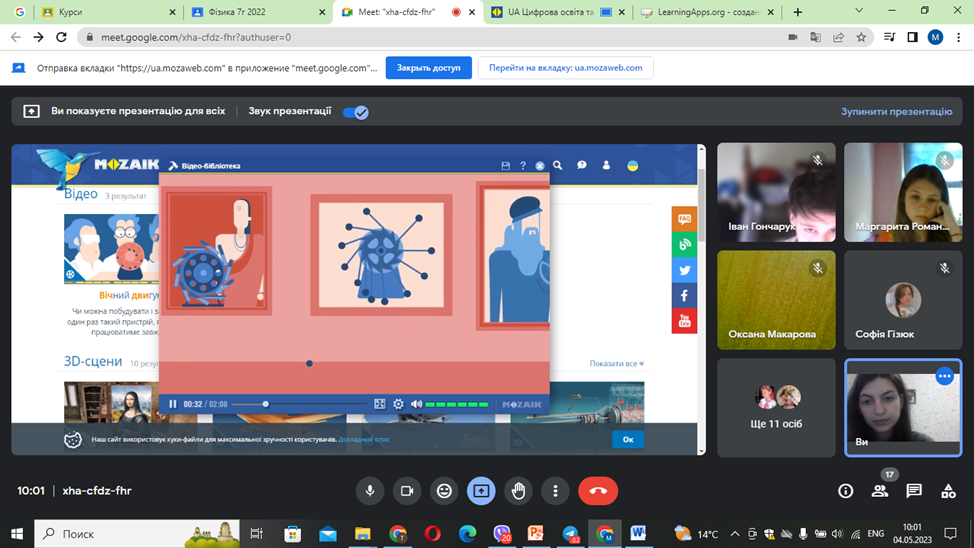 Курси
Фізика 7г 2022
Meet: "xha-cfdz-fhr"
UA Цифрова освіта та
LearningApps.org - создани
meet.google.com/xha-cfdz-fhr?authuser=0
M
Отправка вкладки "https://ua.mozaweb.com" в приложение "meet.google.com"...
Закрыть доступ
Перейти на вкладку: ua.mozaweb.com
Ви показуєте презентацію для всіх
Звук презентації
Зупинити презентацію
MOZAIK
Відео-бібліотека
Відео
3 результат
Вічний двигу
Чи можна побудувати і за
один раз такий пристрій, я
працюватиме завж
3D-сцени
10 резул
Показати все
00:32 / 02:08
MOZAIK
FAQ
You
Tube
Наш сайт використовує куки-файли для максимальної зручності користувачів. Докладний опис
Ок
Іван Гончарук
Маргарита Роман...
Оксана Макарова
Софія Гізюк
Ще 11 осіб
Ви
10:01 | xha-cfdz-fhr
17
Поиск
14°C
ENG
10:01
04.05.2023